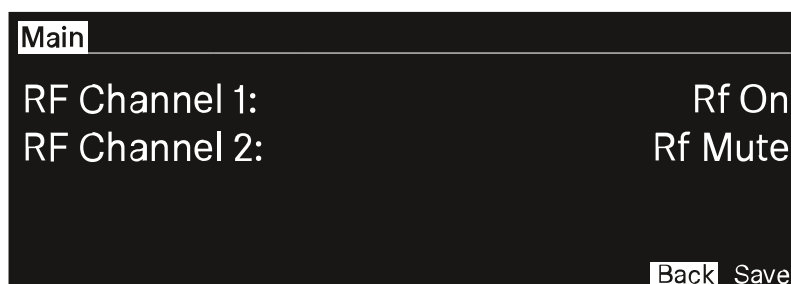 Main
RF Channel 1: Rf On
RF Channel 2: Rf Mute
Back Save